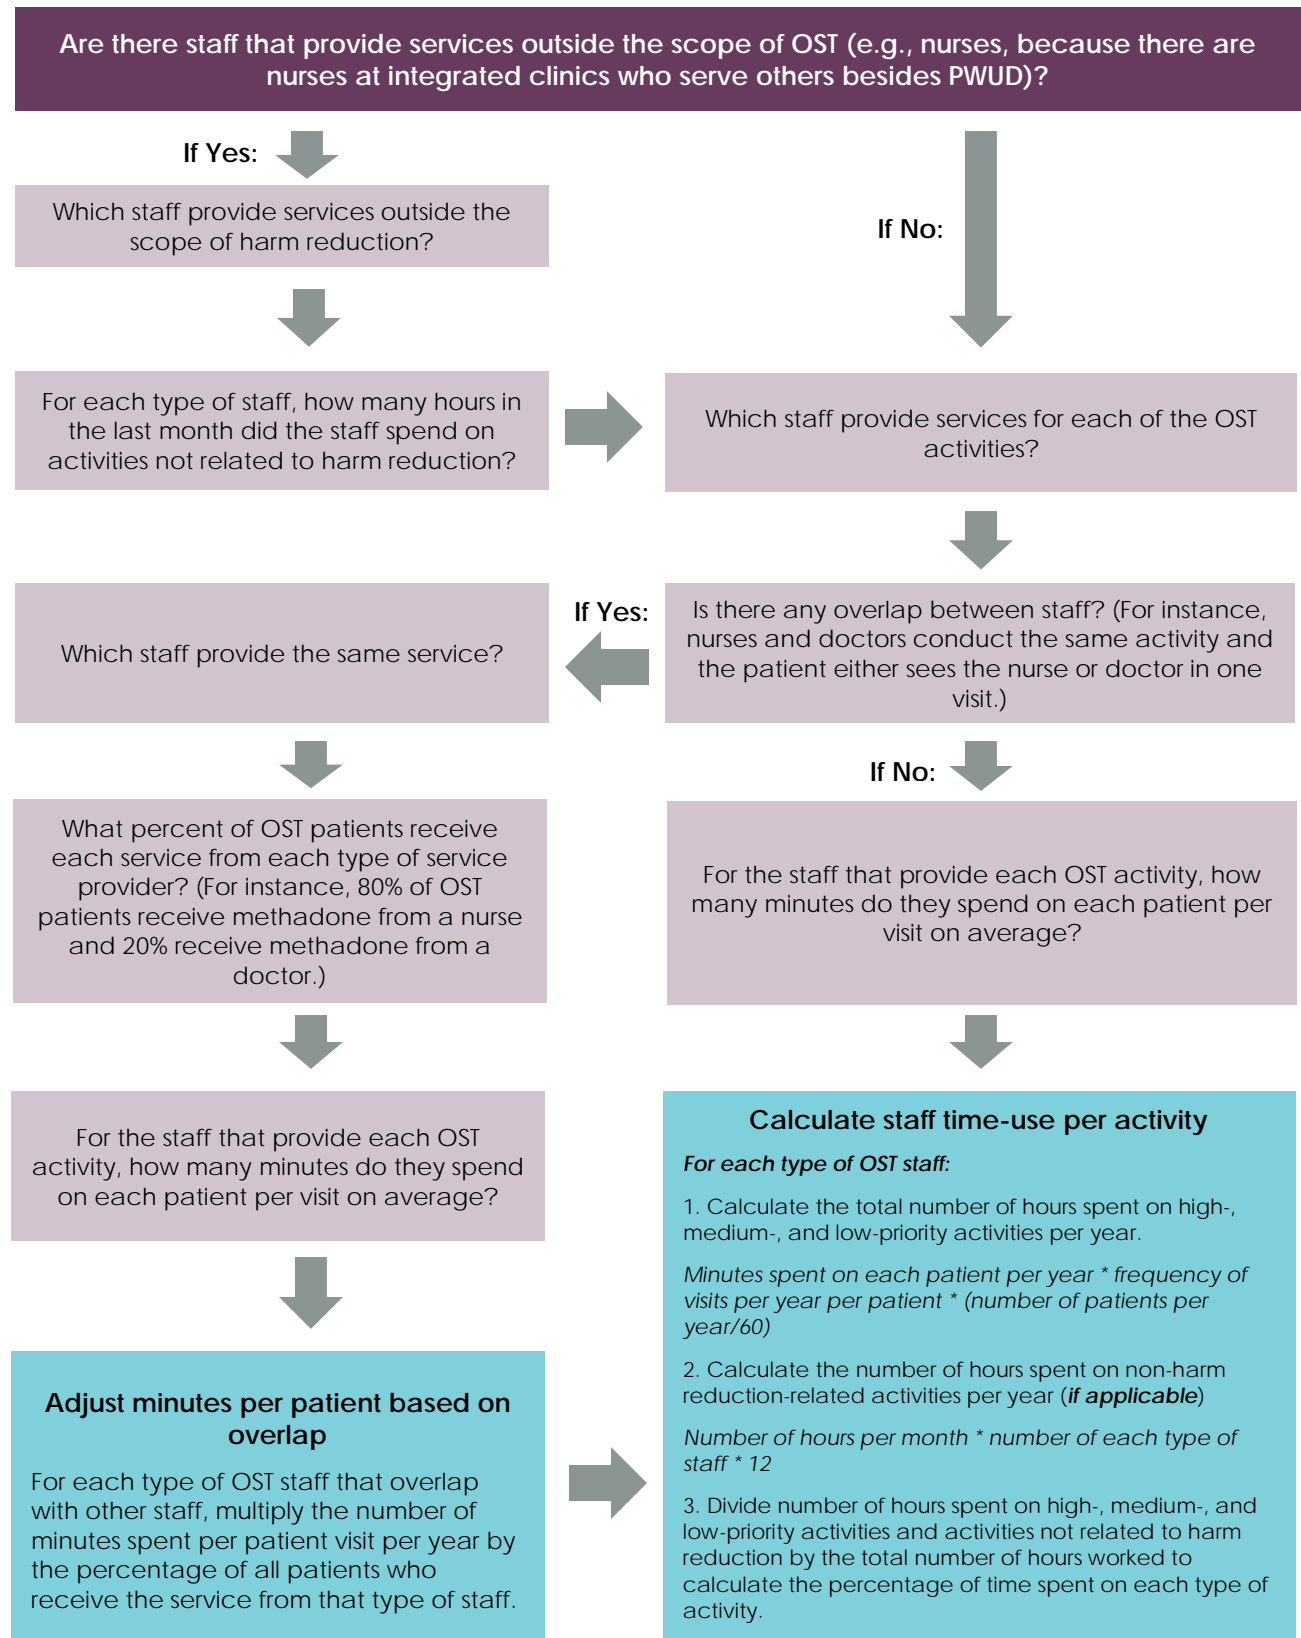 Are there staff that provide services outside the scope of OST (e.g., nurses, because there are
nurses at integrated clinics who serve others besides PWUD)?
If Yes:
Which staff provide services outside the
scope of harm reduction?
If No:
For each type of staff, how many hours in
the last month did the staff spend on
activities not related to harm reduction?
Which staff provide services for each of the OST
activities?
Is there any overlap between staff? (For instance,
nurses and doctors conduct the same activity and
the patient either sees the nurse or doctor in one
visit.)
If Yes:
Which staff provide the same service?
If No:
What percent of OST patients receive
each service from each type of service
provider? (For instance, 80% of OST
patients receive methadone from a nurse
and 20% receive methadone from a
doctor.)
For the staff that provide each OST activity, how
many minutes do they spend on each patient per
visit on average?
For the staff that provide each OST
activity, how many minutes do they spend
on each patient per visit on average?
Adjust minutes per patient based on
overlap
For each type of OST staff that overlap
with other staff, multiply the number of
minutes spent per patient visit per year by
the percentage of all patients who
receive the service from that type of staff.
Calculate staff time-use per activity
For each type of OST staff:
1. Calculate the total number of hours spent on high-,
medium-, and low-priority activities per year.
Minutes spent on each patient per year * frequency of
visits per year per patient * (number of patients per
year/60)
2. Calculate the number of hours spent on non-harm
reduction-related activities per year (if applicable)
Number of hours per month * number of each type of
staff * 12
3. Divide number of hours spent on high-, medium-, and
low-priority activities and activities not related to harm
reduction by the total number of hours worked to
calculate the percentage of time spent on each type of
activity.